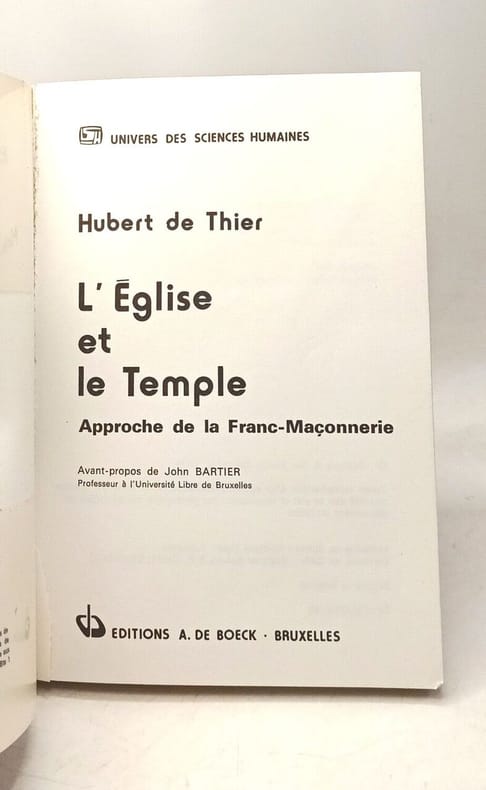 UNIVERS DES SCIENCES HUMAINES
Hubert de Thier
L'Église
et
le Temple
Approche de la Franc-Maçonnerie
Avant-propos de John BARTIER
Professeur à l'Université Libre de Bruxelles
EDITIONS A. DE BOECK · BRUXELLES